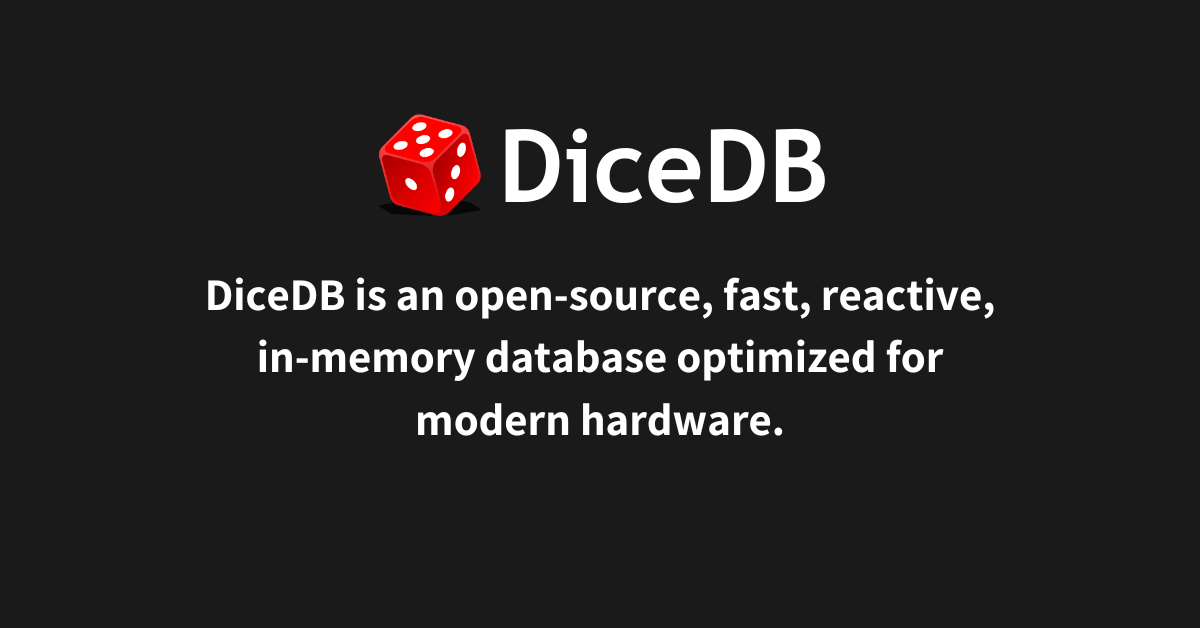 DiceDB
DiceDB is an open-source, fast, reactive,
in-memory database optimized for
modern hardware.